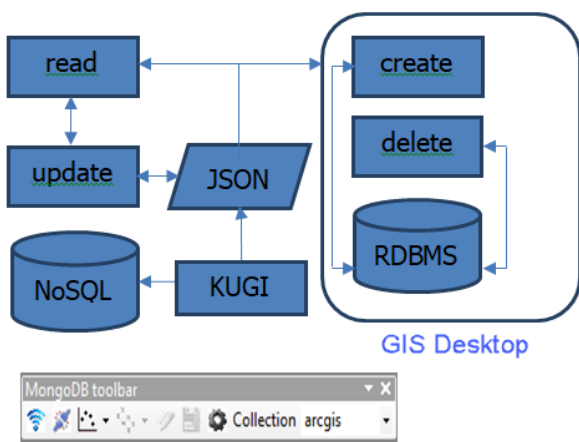 read
create
delete
update
JSON
RDBMS
NoSQL
KUGI
GIS Desktop
MongoDB toolbar
Collection arcgis